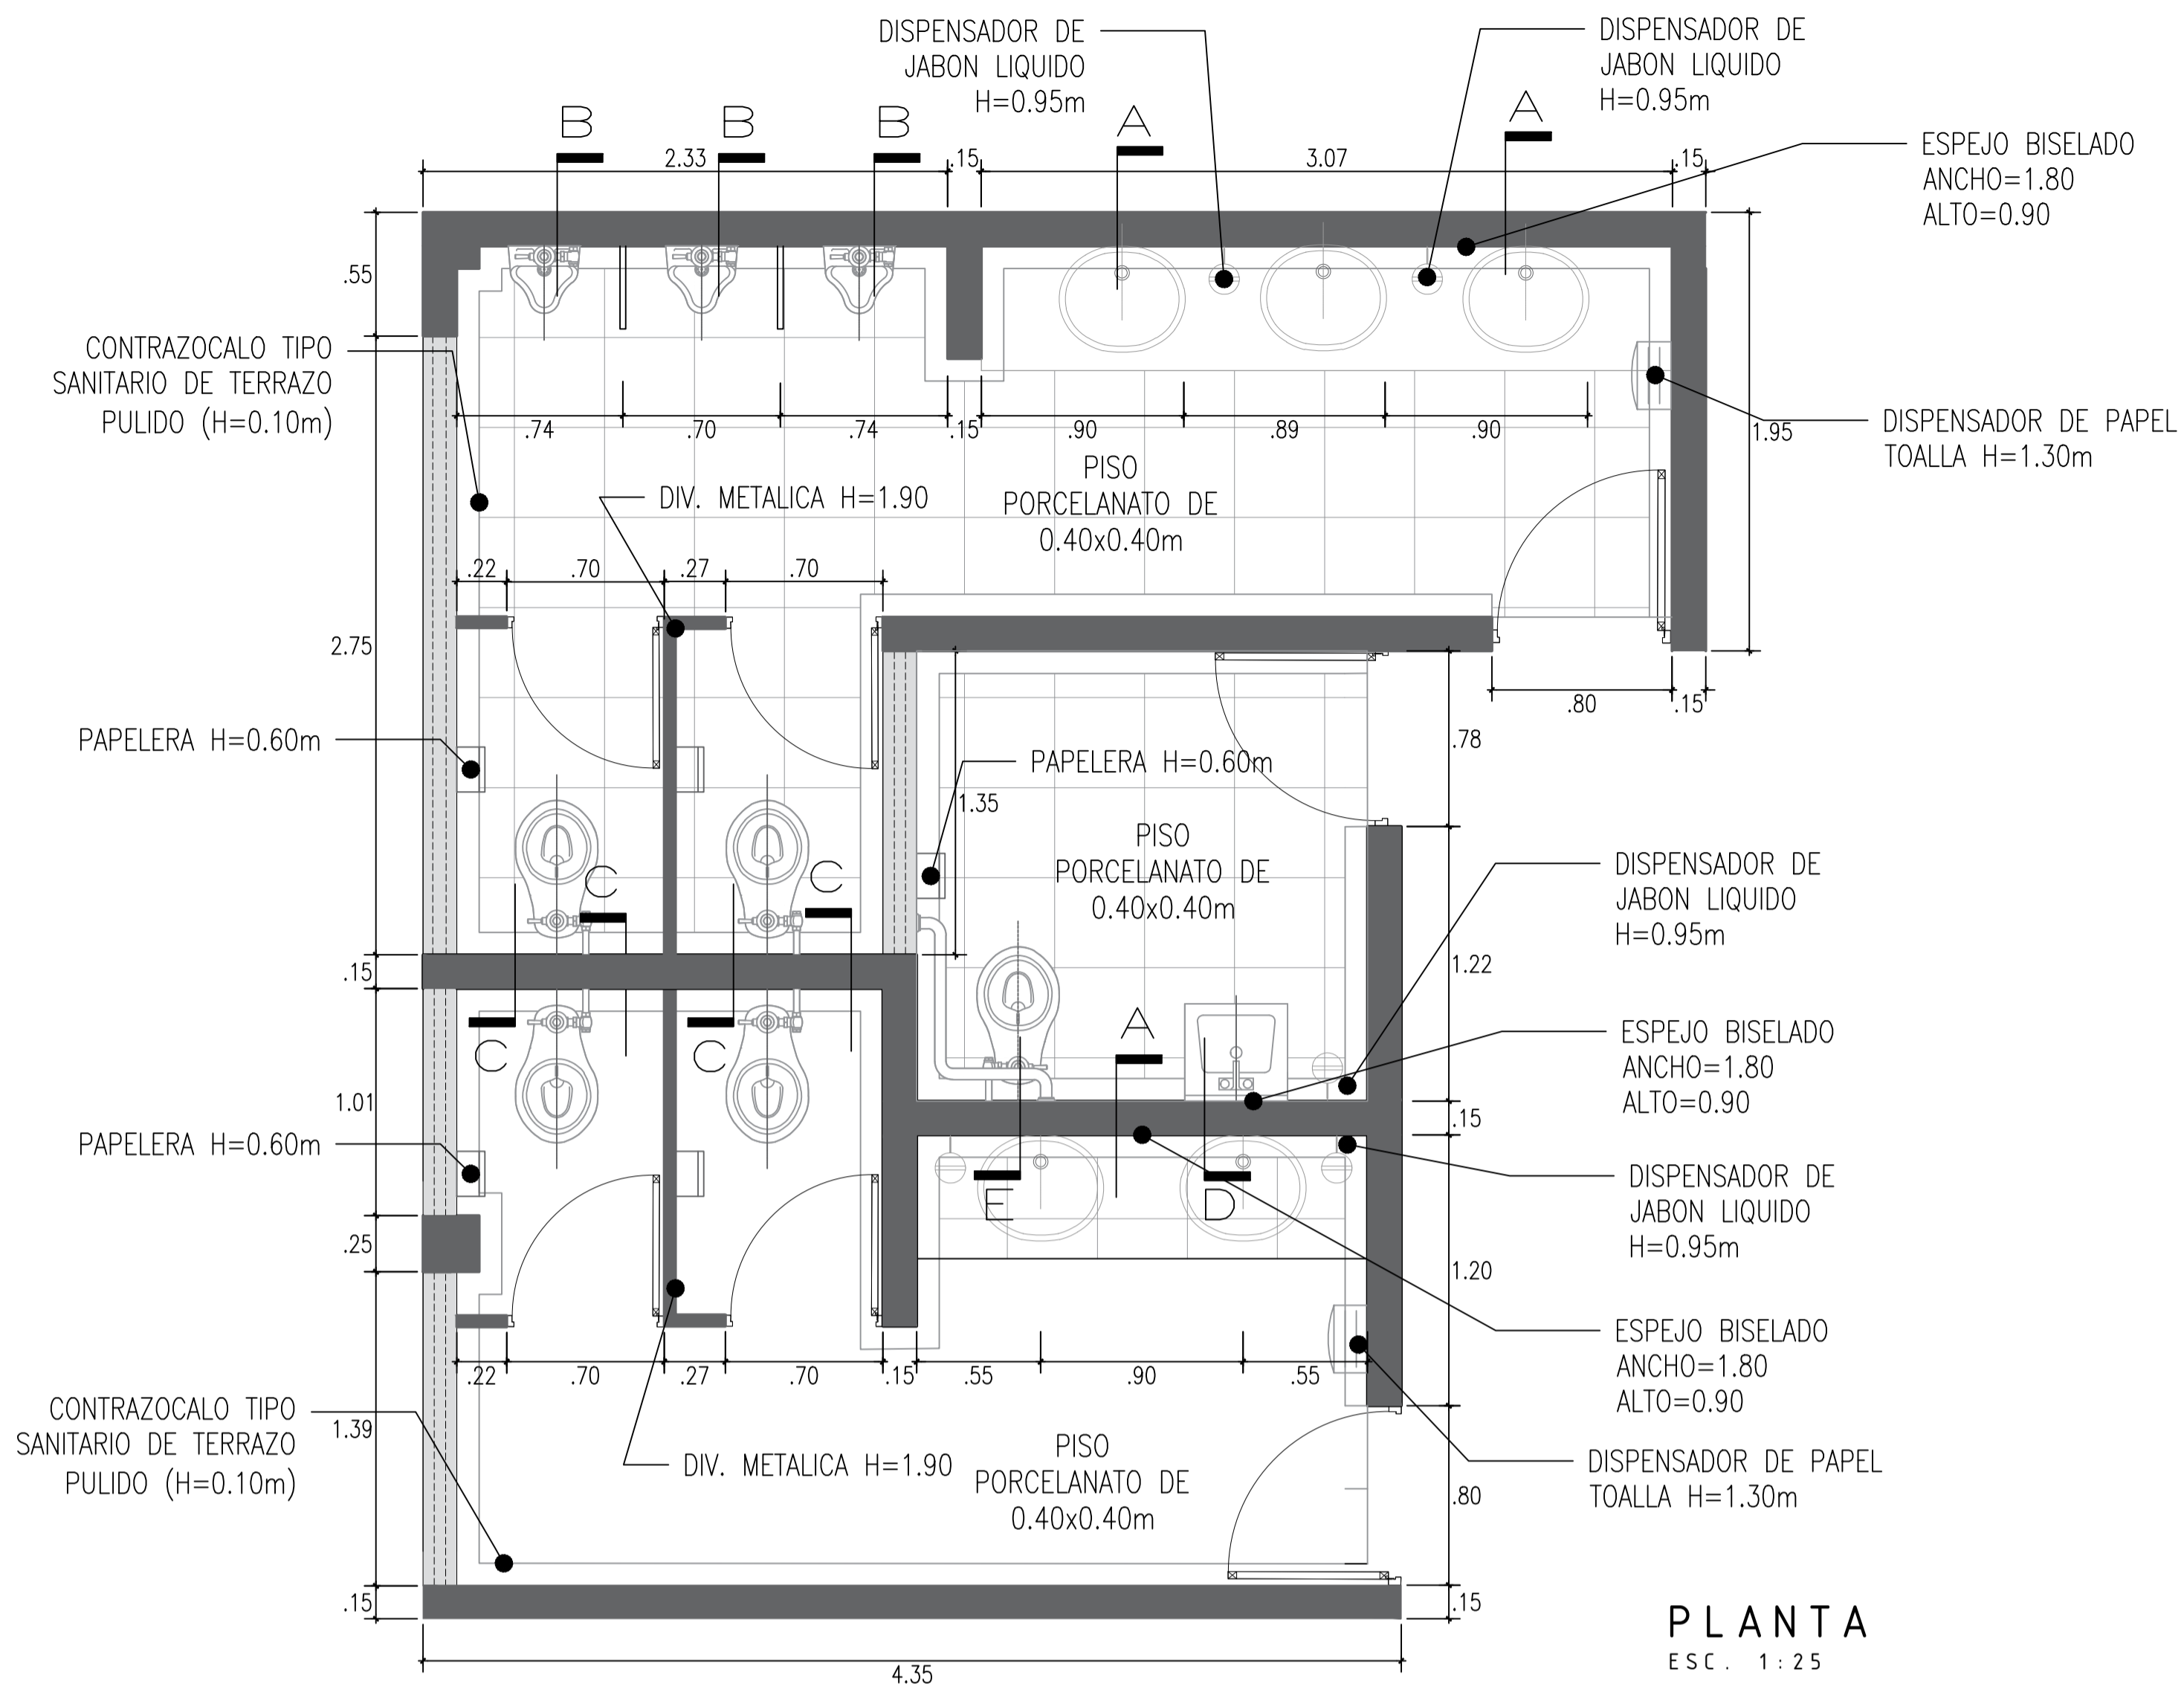 DISPENSADOR DE
JABON LIQUIDO
H=0.95m
DISPENSADOR DE
JABON LIQUIDO
H=0.95m
ESPEJO BISELADO
ANCHO=1.80
ALTO=0.90
B
B
B
A
A
2.33
.15
3.07
.15
.55
CONTRAZOCALO TIPO
SANITARIO DE TERRAZO
PULIDO (H=0.10m)
.74
.70
.74
.15
.90
.89
.90
1.95
DISPENSADOR DE PAPEL
TOALLA H=1.30m
DIV. METALICA H=1.90
PISO
PORCELANATO DE
0.40x0.40m
.22
.70
.27
.70
2.75
.80
.15
PAPELERA H=0.60m
PAPELERA H=0.60m
.78
1.35
PISO
PORCELANATO DE
0.40x0.40m
C
C
DISPENSADOR DE
JABON LIQUIDO
H=0.95m
.15
1.22
C
C
A
ESPEJO BISELADO
ANCHO=1.80
ALTO=0.90
1.01
.15
PAPELERA H=0.60m
E
D
DISPENSADOR DE
JABON LIQUIDO
H=0.95m
.25
1.20
ESPEJO BISELADO
ANCHO=1.80
ALTO=0.90
.22
.70
.27
.70
.15
.55
.90
.55
CONTRAZOCALO TIPO
SANITARIO DE TERRAZO
PULIDO (H=0.10m)
1.39
DIV. METALICA H=1.90
PISO
PORCELANATO DE
0.40x0.40m
DISPENSADOR DE PAPEL
TOALLA H=1.30m
.80
.15
.15
4.35
PLANTA
ESC. 1:25